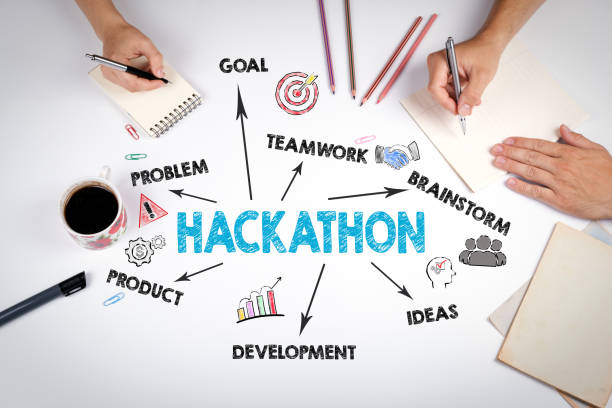 GOAL
TEAMWORK
PROBLEM
BRAINSTORM
HACKATHON
PRODUCT
IDEAS
DEVELOPMENT